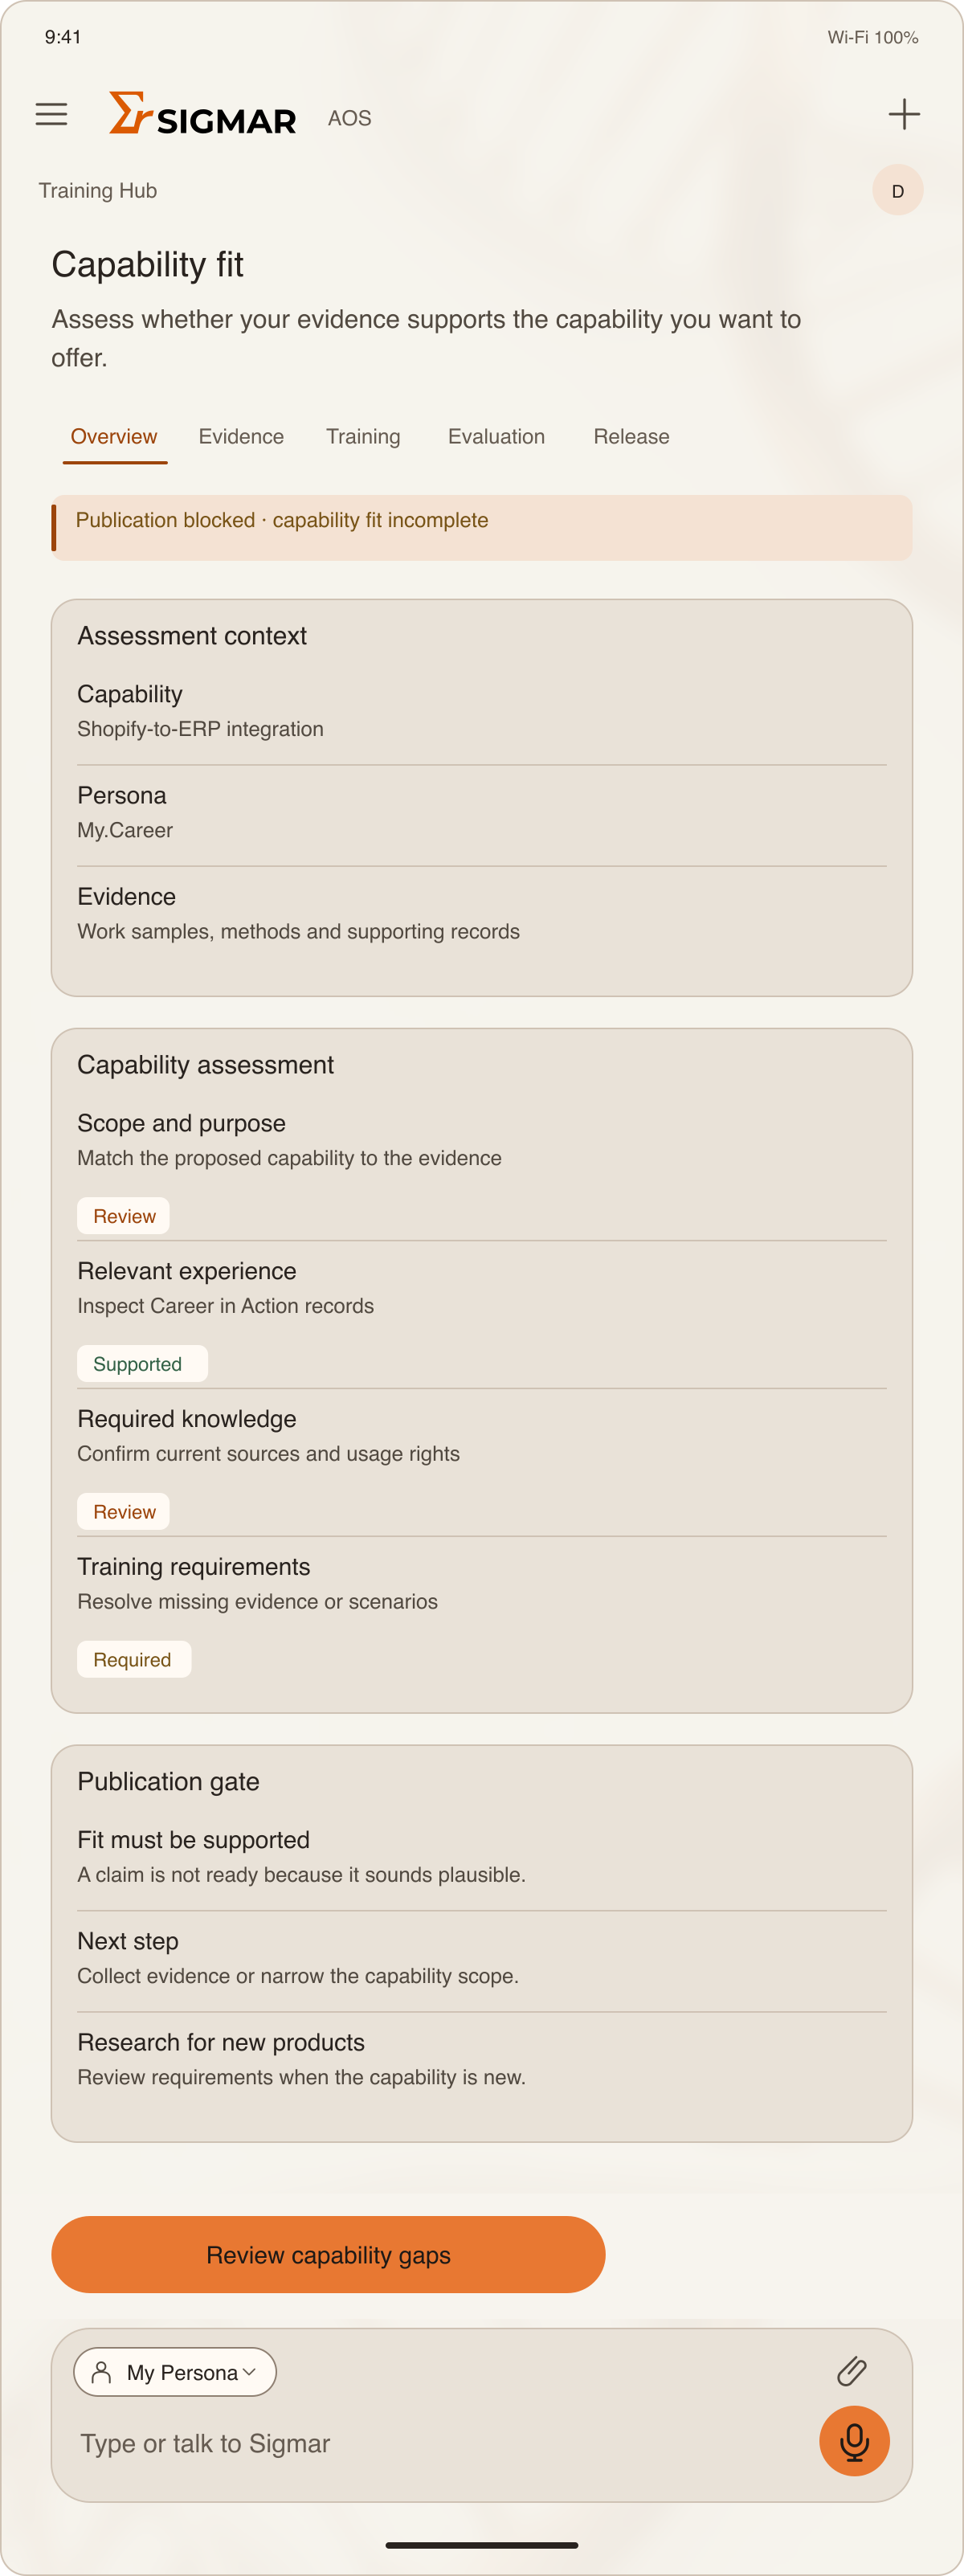 9:41
Wi-Fi 100%
SIGMAR
AOS
Training Hub
D
Capability fit
Assess whether your evidence supports the capability you want to
offer.
Overview
Evidence
Training
Evaluation
Release
Publication blocked · capability fit incomplete
Assessment context
Capability
Shopify-to-ERP integration
Persona
My.Career
Evidence
Work samples, methods and supporting records
Capability assessment
Scope and purpose
Match the proposed capability to the evidence
Review
Relevant experience
Inspect Career in Action records
Supported
Required knowledge
Confirm current sources and usage rights
Review
Training requirements
Resolve missing evidence or scenarios
Required
Publication gate
Fit must be supported
A claim is not ready because it sounds plausible.
Next step
Collect evidence or narrow the capability scope.
Research for new products
Review requirements when the capability is new.
Review capability gaps
My Persona
Type or talk to Sigmar